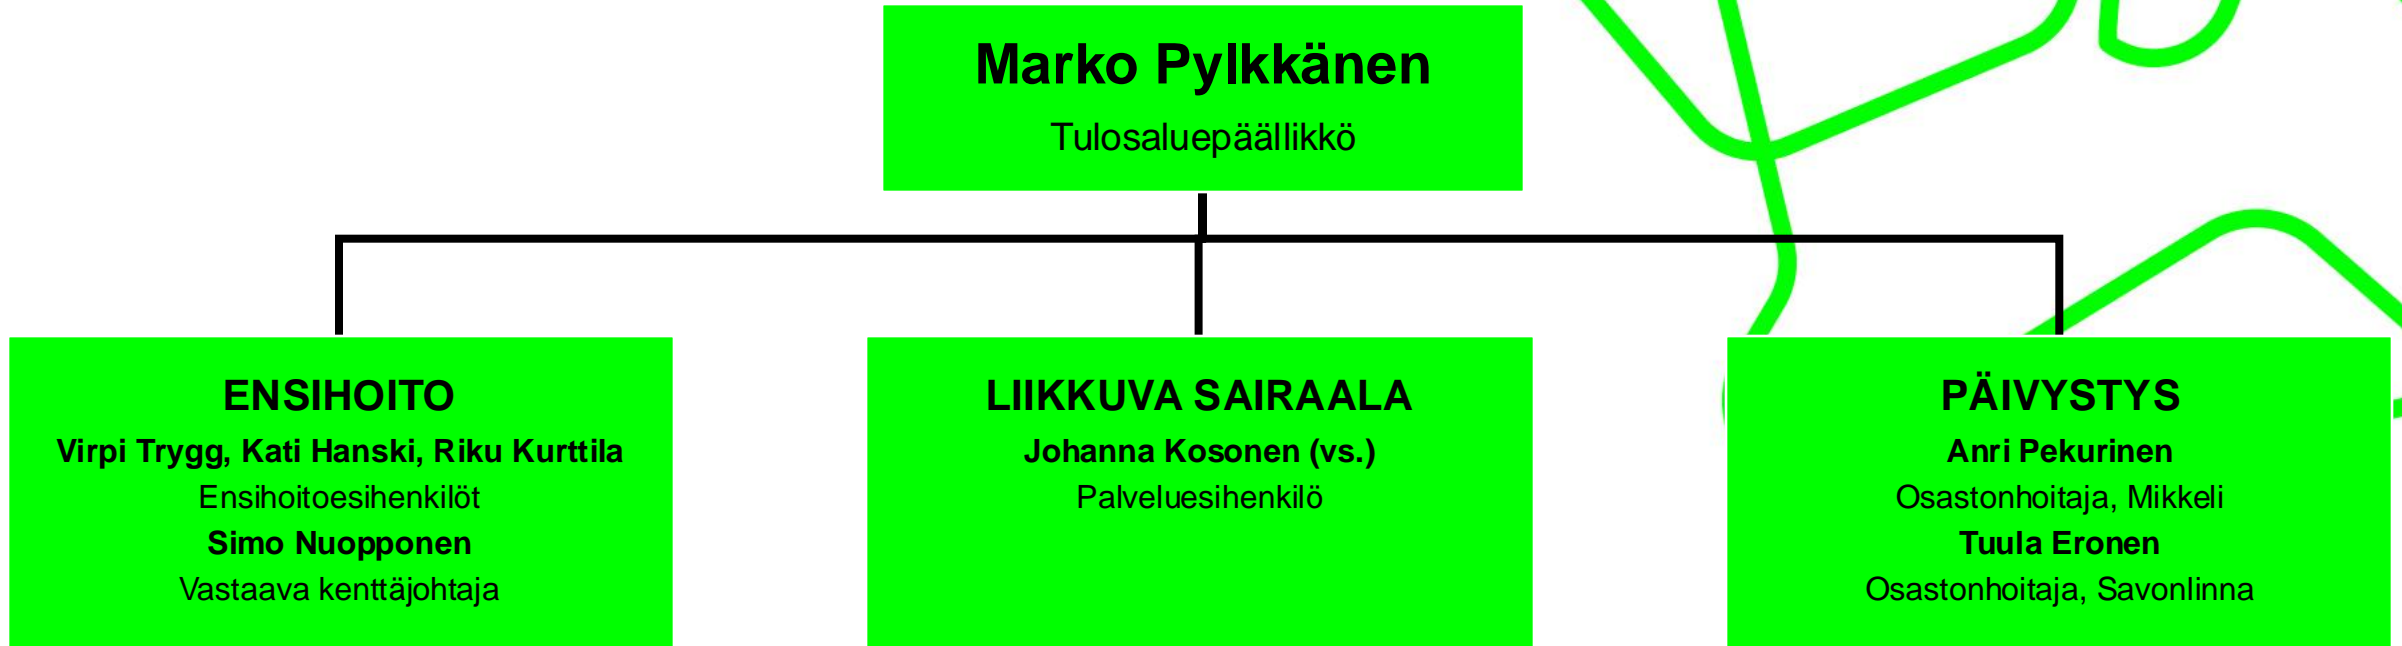 Marko Pylkkänen
Tulosaluepäällikkö
ENSIHOITO
Virpi Trygg, Kati Hanski, Riku Kurttila
Ensihoitoesihenkilöt
Simo Nuopponen
Vastaava kenttäjohtaja
LIIKKUVA SAIRAALA
Johanna Kosonen (vs.)
Palveluesihenkilö
PÄIVYSTYS
Anri Pekurinen
Osastonhoitaja, Mikkeli
Tuula Eronen
Osastonhoitaja, Savonlinna